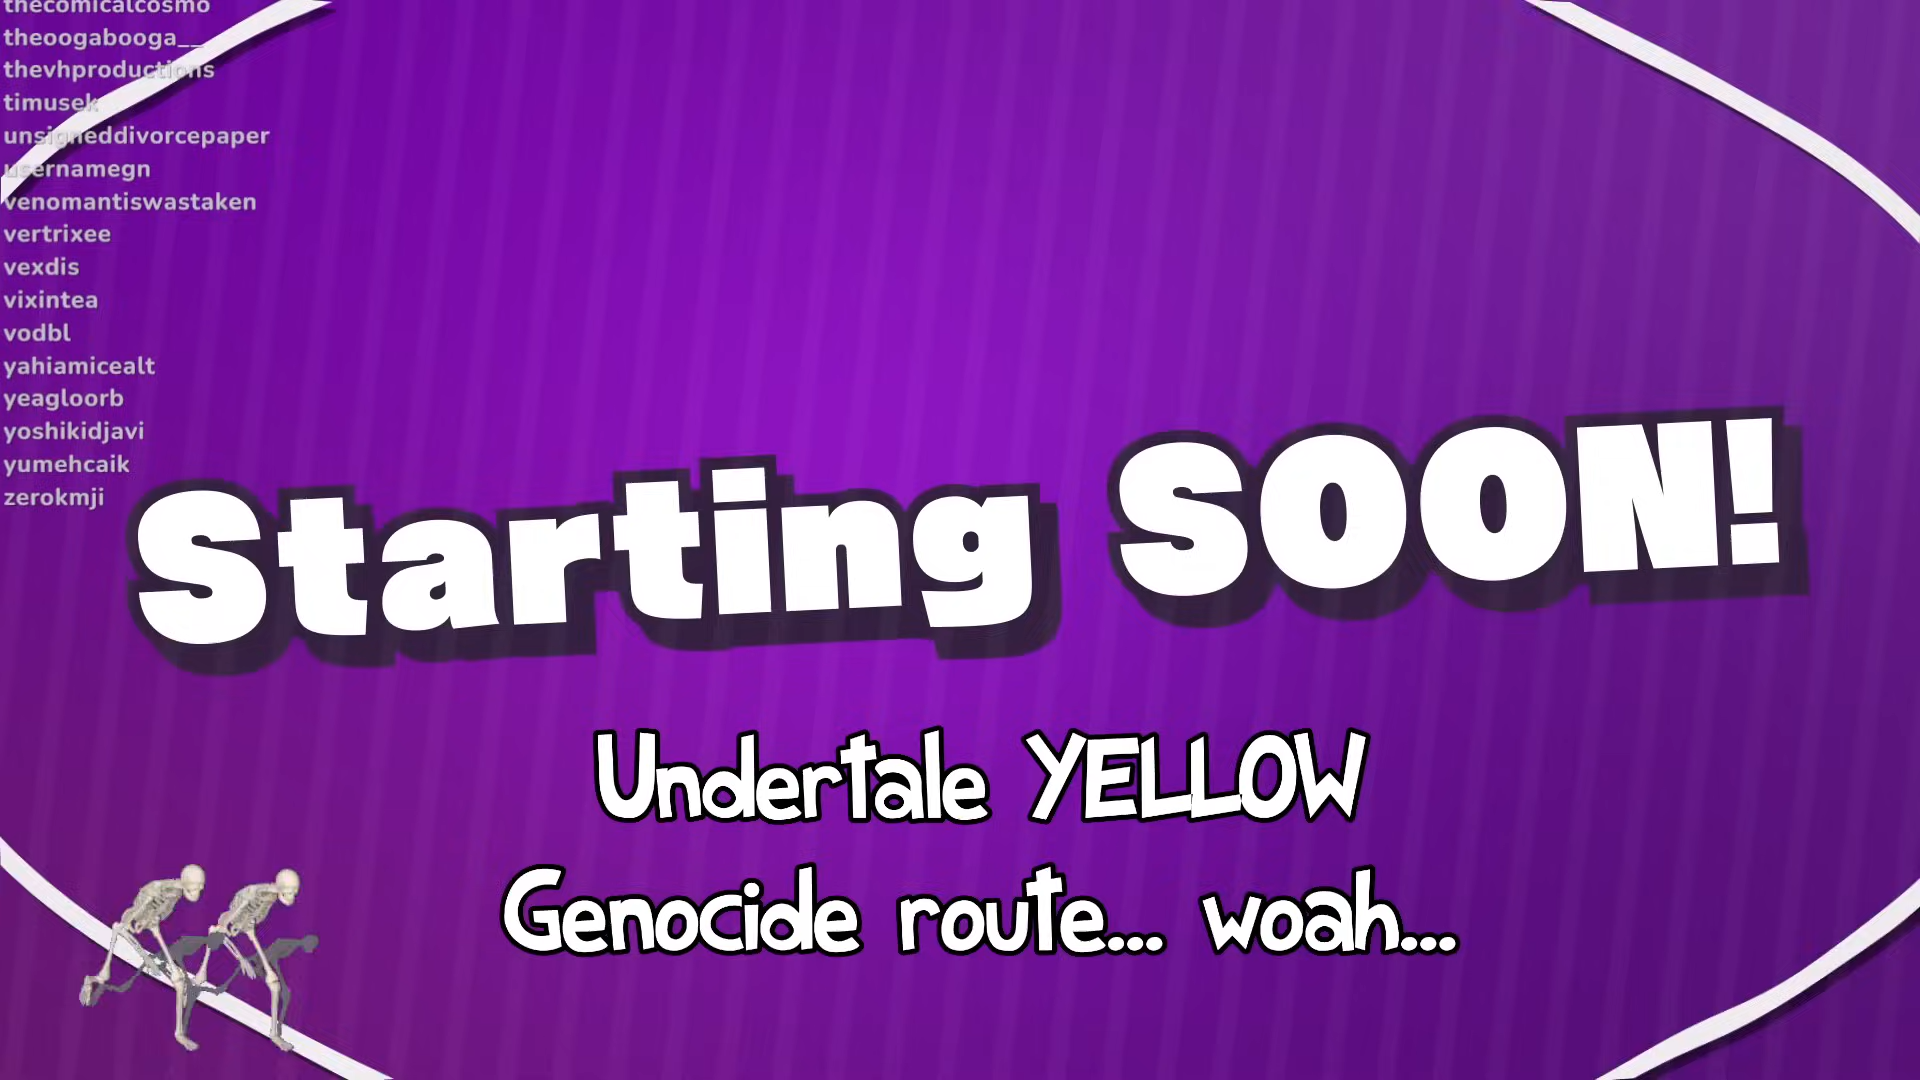 thecomicalcosmo
theoogabooga__
thevhproductions
timusek
unsigneddivorcepaper
usernamegn
venomantiswastaken
vertrixee
vexdis
vixintea
vodbl
yahiamicealt
yeagloorb
yoshikidjavi
yumehcaik
zerokmji
Starting SOON!
Undertale YELLOW
Genocide route... woah...